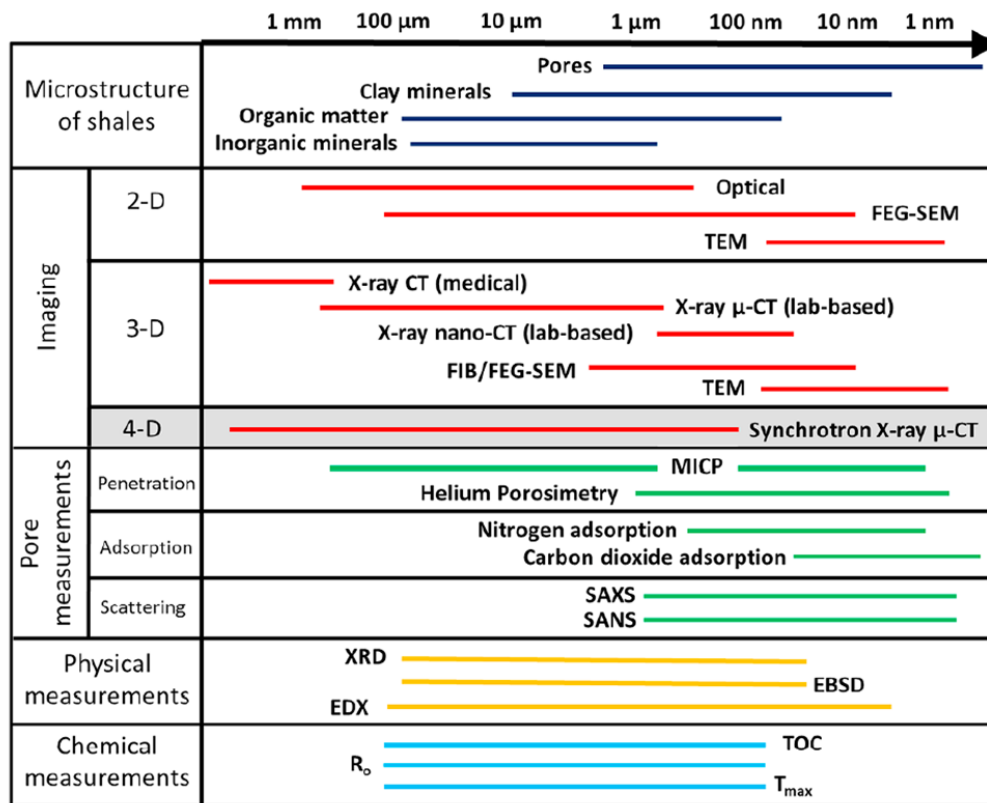 1 mm 100 µm 10 µm 1 µm 100 nm 10 nm 1 nm
Microstructure
of shales
Pores
Clay minerals
Organic matter
Inorganic minerals
Imaging
2-D
Optical
FEG-SEM
TEM
3-D
X-ray CT (medical)
X-ray µ-CT (lab-based)
X-ray nano-CT (lab-based)
FIB/FEG-SEM
TEM
4-D
Synchrotron X-ray µ-CT
Pore
measurements
Penetration
MICP
Helium Porosimetry
Adsorption
Nitrogen adsorption
Carbon dioxide adsorption
Scattering
SAXS
SANS
Physical
measurements
XRD
EBSD
EDX
Chemical
measurements
TOC
Ro
Tmax